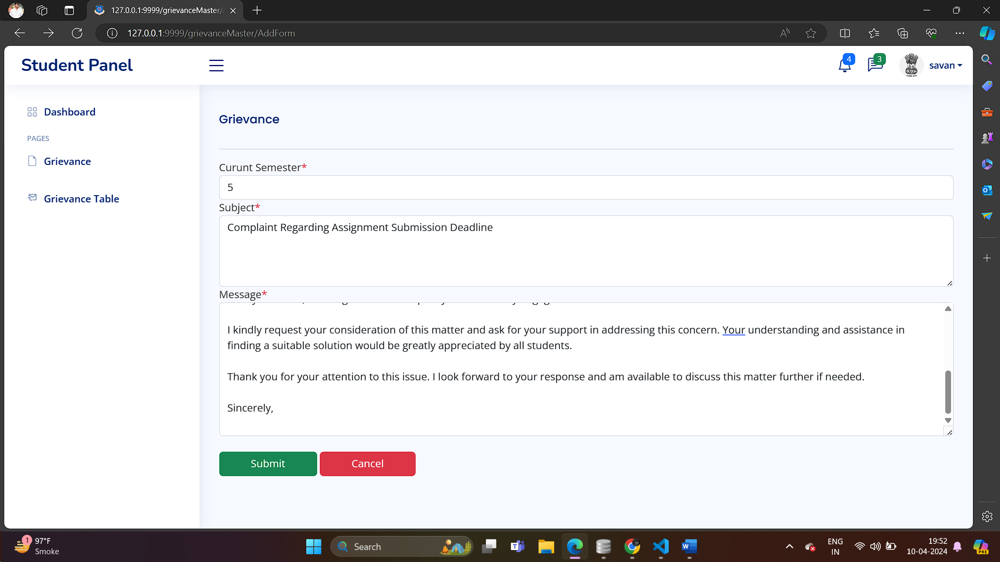 127.0.0.1:9999/grievanceMaster/
127.0.0.1:9999/grievanceMaster/AddForm
Student Panel
4
3
savan
Dashboard
PAGES
Grievance
Grievance Table
Grievance
Curunt Semester*
5
Subject*
Complaint Regarding Assignment Submission Deadline
Message*
I kindly request your consideration of this matter and ask for your support in addressing this concern. Your understanding and assistance in
finding a suitable solution would be greatly appreciated by all students.
Thank you for your attention to this issue. I look forward to your response and am available to discuss this matter further if needed.
Sincerely,
Submit
Cancel
1
97°F
Smoke
Search
ENG
IN
19:52
10-04-2024
PRE